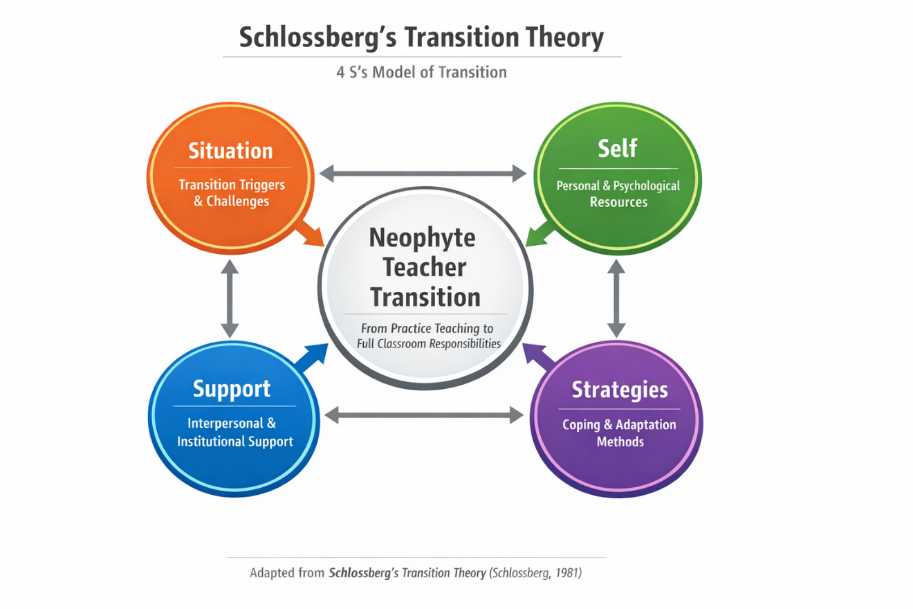 Schlossberg's Transition Theory
4 S's Model of Transition
Situation
Transition Triggers
& Challenges
Self
Personal & Psychological
Resources
Neophyte
Teacher
Transition
From Practice Teaching to
Full Classroom Responsibilities
Support
Interpersonal &
Institutional Support
Strategies
Coping & Adaptation
Methods
Adapted from Schlossberg's Transition Theory (Schlossberg, 1981)